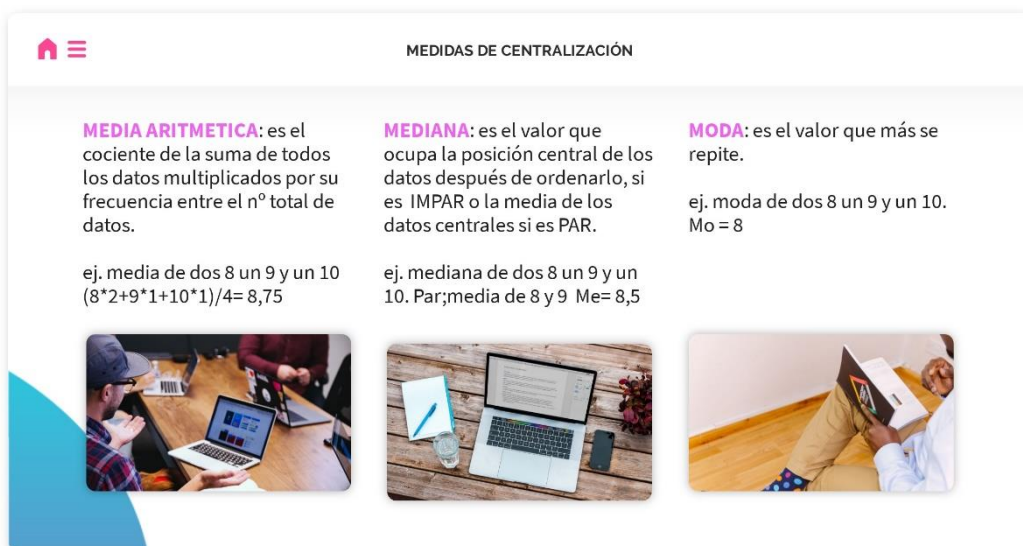 MEDIDAS DE CENTRALIZACIÓN
MEDIA ARITMETICA: es el
cociente de la suma de todos
los datos multiplicados por su
frecuencia entre el nº total de
datos.
ej. media de dos 8 un 9 y un 10
(8*2+9*1+10*1)/4= 8,75
MEDIANA: es el valor que
ocupa la posición central de los
datos después de ordenarlo, si
es IMPAR o la media de los
datos centrales si es PAR.
ej. mediana de dos 8 un 9 y un
10. Par;media de 8 y 9 Me= 8,5
MODA: es el valor que más se
repite.
ej. moda de dos 8 un 9 y un 10.
Mo = 8